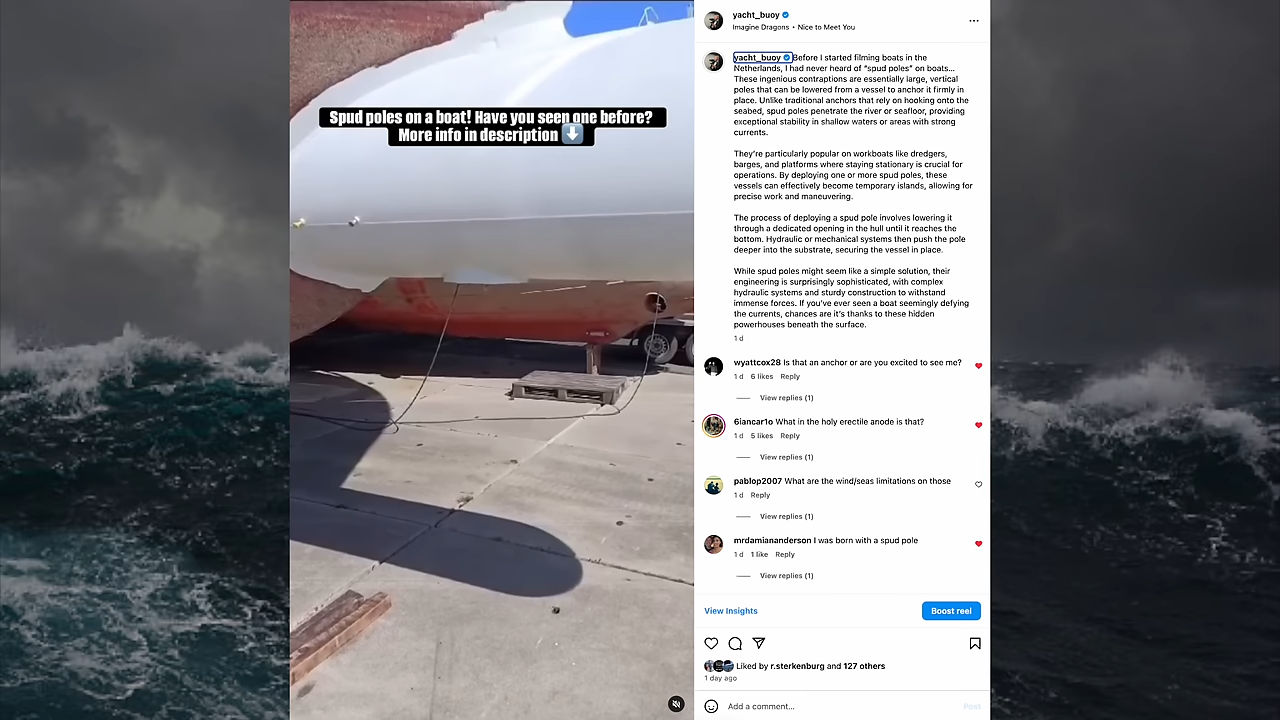 Spud poles on a boat! Have you seen one before?
More info in description ⬇️
yacht_buoy
Imagine Dragons • Nice to Meet You
yacht_buoy Before I started filming boats in the
Netherlands, I had never heard of "spud poles" on boats...
These ingenious contraptions are essentially large, vertical
poles that can be lowered from a vessel to anchor it firmly in
place. Unlike traditional anchors that rely on hooking onto the
seabed, spud poles penetrate the river or seafloor, providing
exceptional stability in shallow waters or areas with strong
currents.
They're particularly popular on workboats like dredgers,
barges, and platforms where staying stationary is crucial for
operations. By deploying one or more spud poles, these
vessels can effectively become temporary islands, allowing for
precise work and maneuvering.
The process of deploying a spud pole involves lowering it
through a dedicated opening in the hull until it reaches the
bottom. Hydraulic or mechanical systems then push the pole
deeper into the substrate, securing the vessel in place.
While spud poles might seem like a simple solution, their
engineering is surprisingly sophisticated, with complex
hydraulic systems and sturdy construction to withstand
immense forces. If you've ever seen a boat seemingly defying
the currents, chances are it's thanks to these hidden
powerhouses beneath the surface.
1 d
wyattcox28 Is that an anchor or are you excited to see me?
1 d 6 likes Reply
View replies (1)
6iancar1o What in the holy erectile anode is that?
1 d 5 likes Reply
View replies (1)
pablop2007 What are the wind/seas limitations on those
1 d Reply
View replies (1)
mrdamiananderson I was born with a spud pole
1 d 1 like Reply
View replies (1)
View Insights
Boost reel
Liked by r.sterkenburg and 127 others
1 day ago
Add a comment...
Post